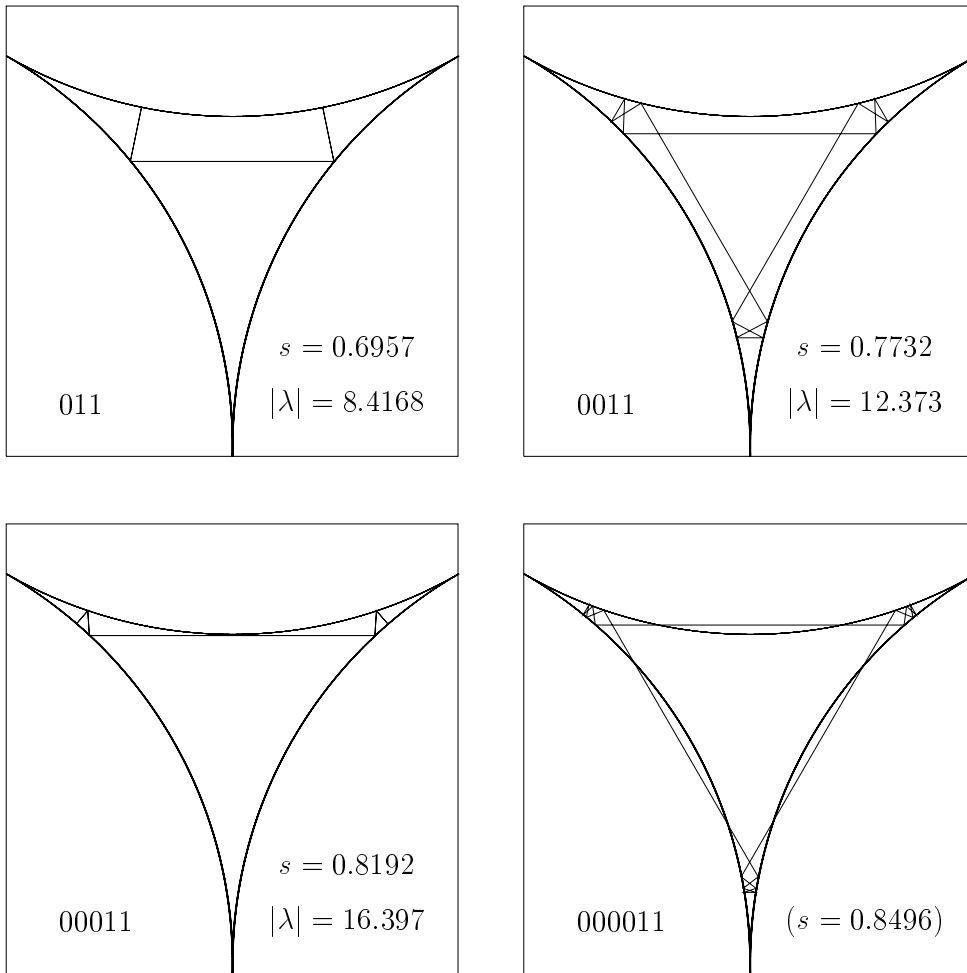 s = 0.6957
011
|λ| = 8.4168
s = 0.7732
0011
|λ| = 12.373
s = 0.8192
00011
|λ| = 16.397
000011
(s = 0.8496)